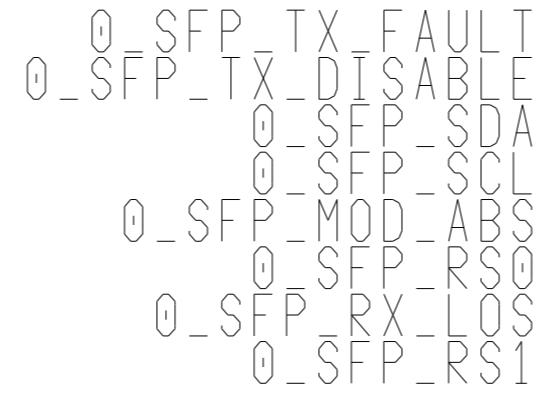 0_SFP_TX_FAULT
0_SFP_TX_DISABLE
0_SFP_SDA
0_SFP_SCL
0_SFP_MOD_ABS
0_SFP_RS0
0_SFP_RX_LOS
0_SFP_RS1